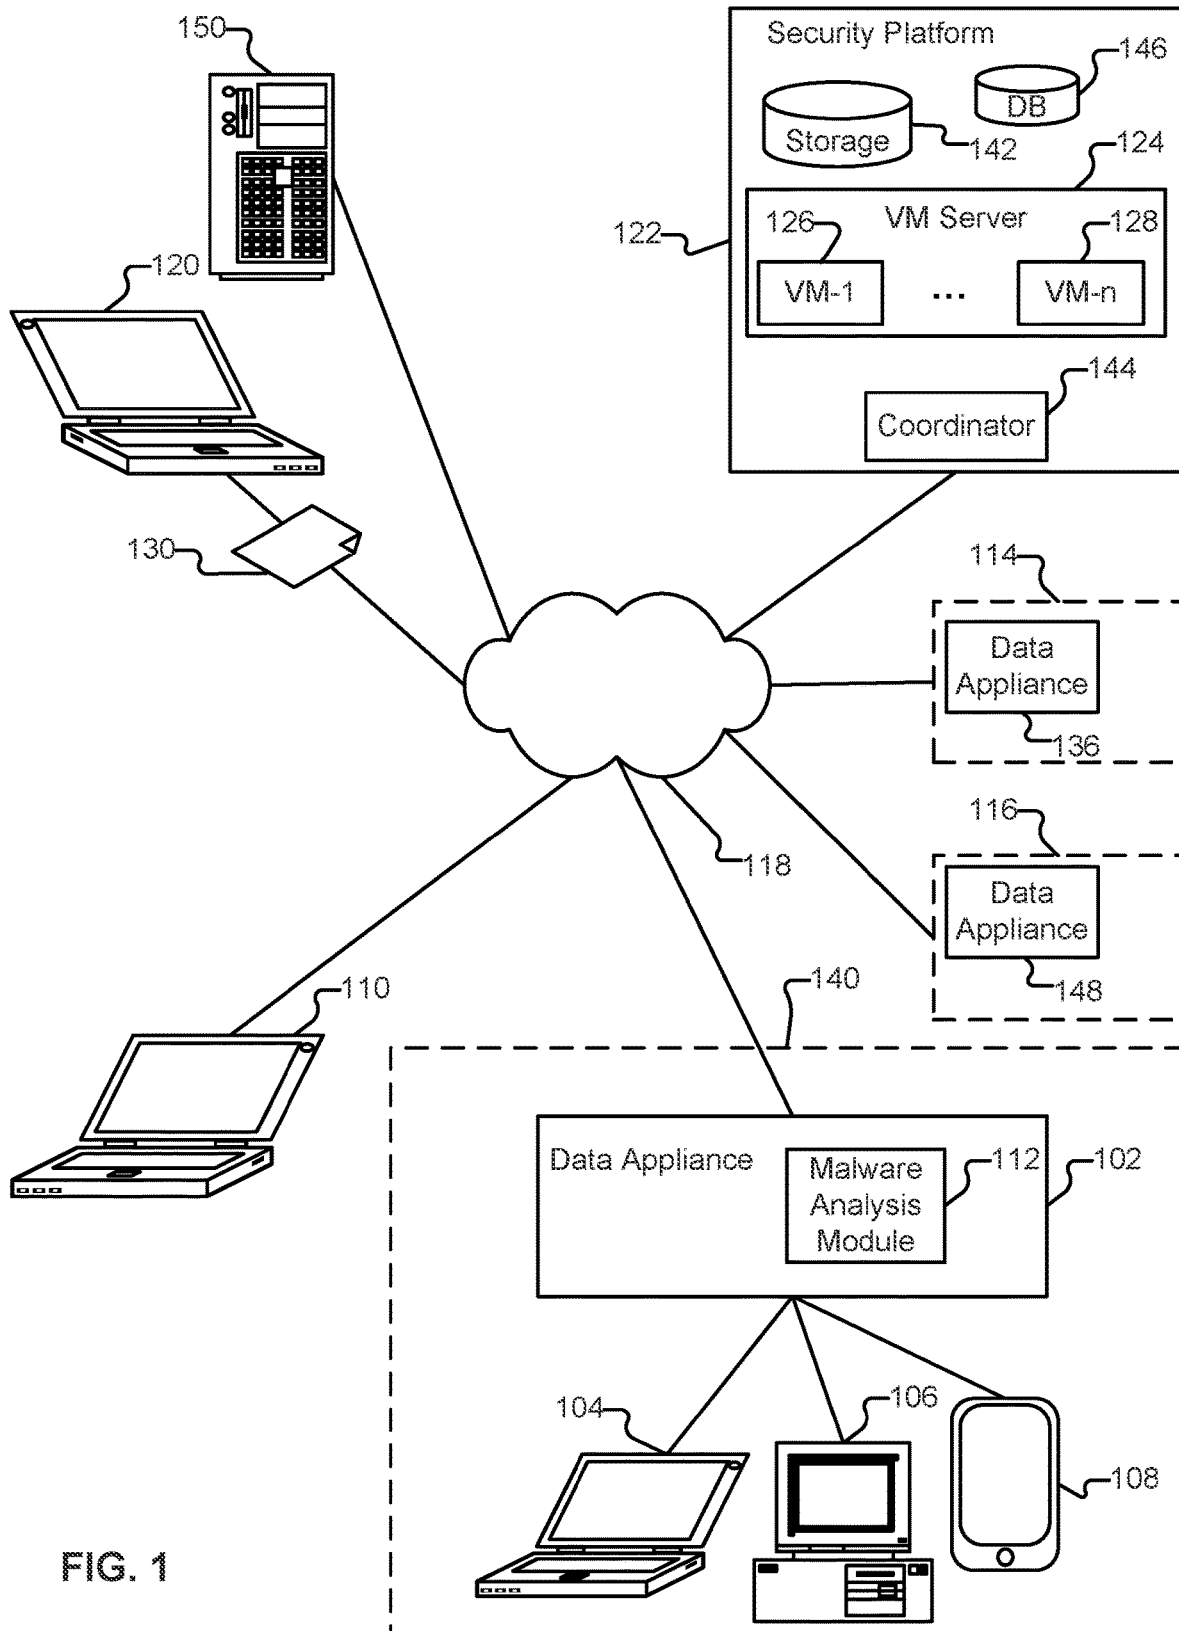 150
Security Platform
146
DB
Storage
142
124
VM Server
122
126
128
VM-1
...
VM-n
120
144
Coordinator
130
114
Data
Appliance
136
116
118
Data
Appliance
148
110
140
Data Appliance
Malware
Analysis
Module
112
102
104
106
108
FIG. 1